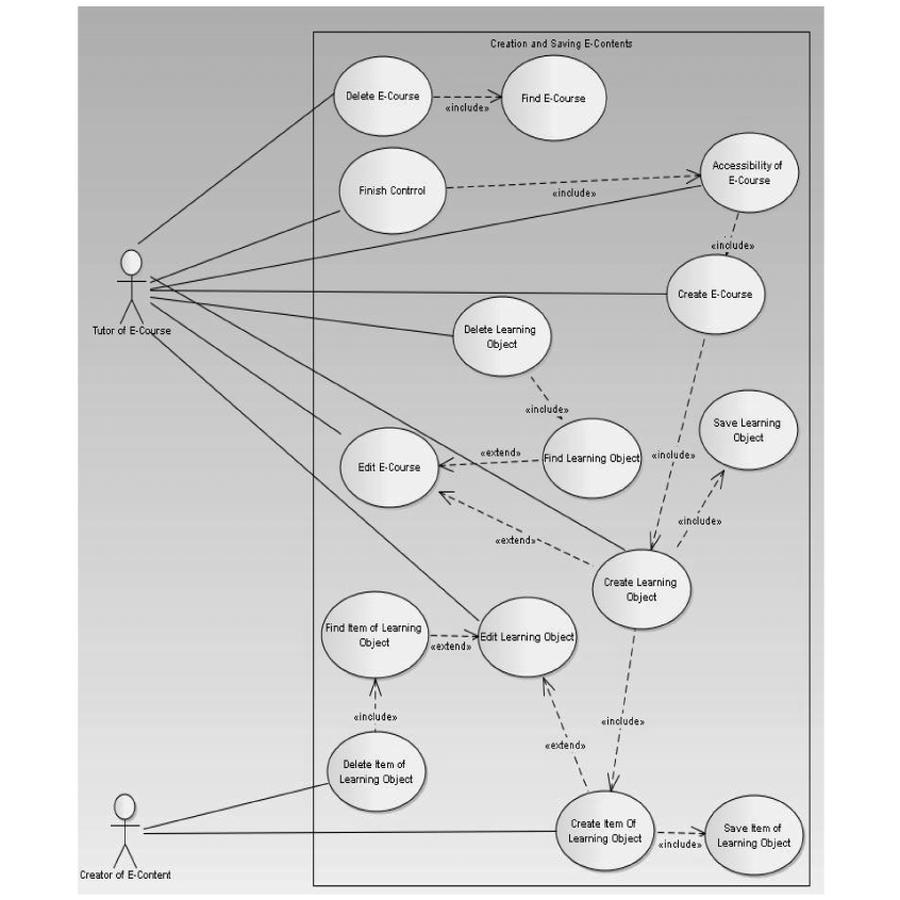 Creation and Saving E-Contents
Delete E-Course
Find E-Course
«include»
Accessibility of
E-Course
Finish Contrrol
«include»
«include»
Create E-Course
Tutor of E-Course
Delete Learning
Object
«include»
Save Learning
Object
«extend»
Find Learning Object
«include»
Edit E-Course
«include»
«extend»
Create Learning
Object
Find Item of Learning
Object
Edit Learning Object
«extend»
«include»
«include»
«extend»
Delete Item of
Learning Object
Create Item Of
Learning Object
Save Item of
Learning Object
«include»
Creator of E-Content